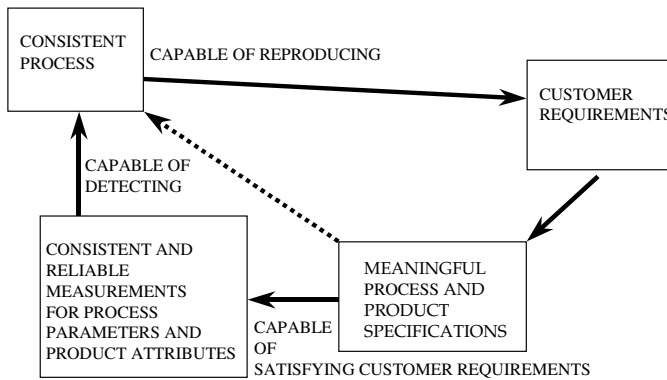 CONSISTENT
PROCESS
CAPABLE OF REPRODUCING
CUSTOMER
REQUIREMENTS
CAPABLE OF
DETECTING
CONSISTENT AND
RELIABLE
MEASUREMENTS
FOR PROCESS
PARAMETERS AND
PRODUCT ATTRIBUTES
MEANINGFUL
PROCESS AND
PRODUCT
SPECIFICATIONS
CAPABLE
OF
SATISFYING CUSTOMER REQUIREMENTS